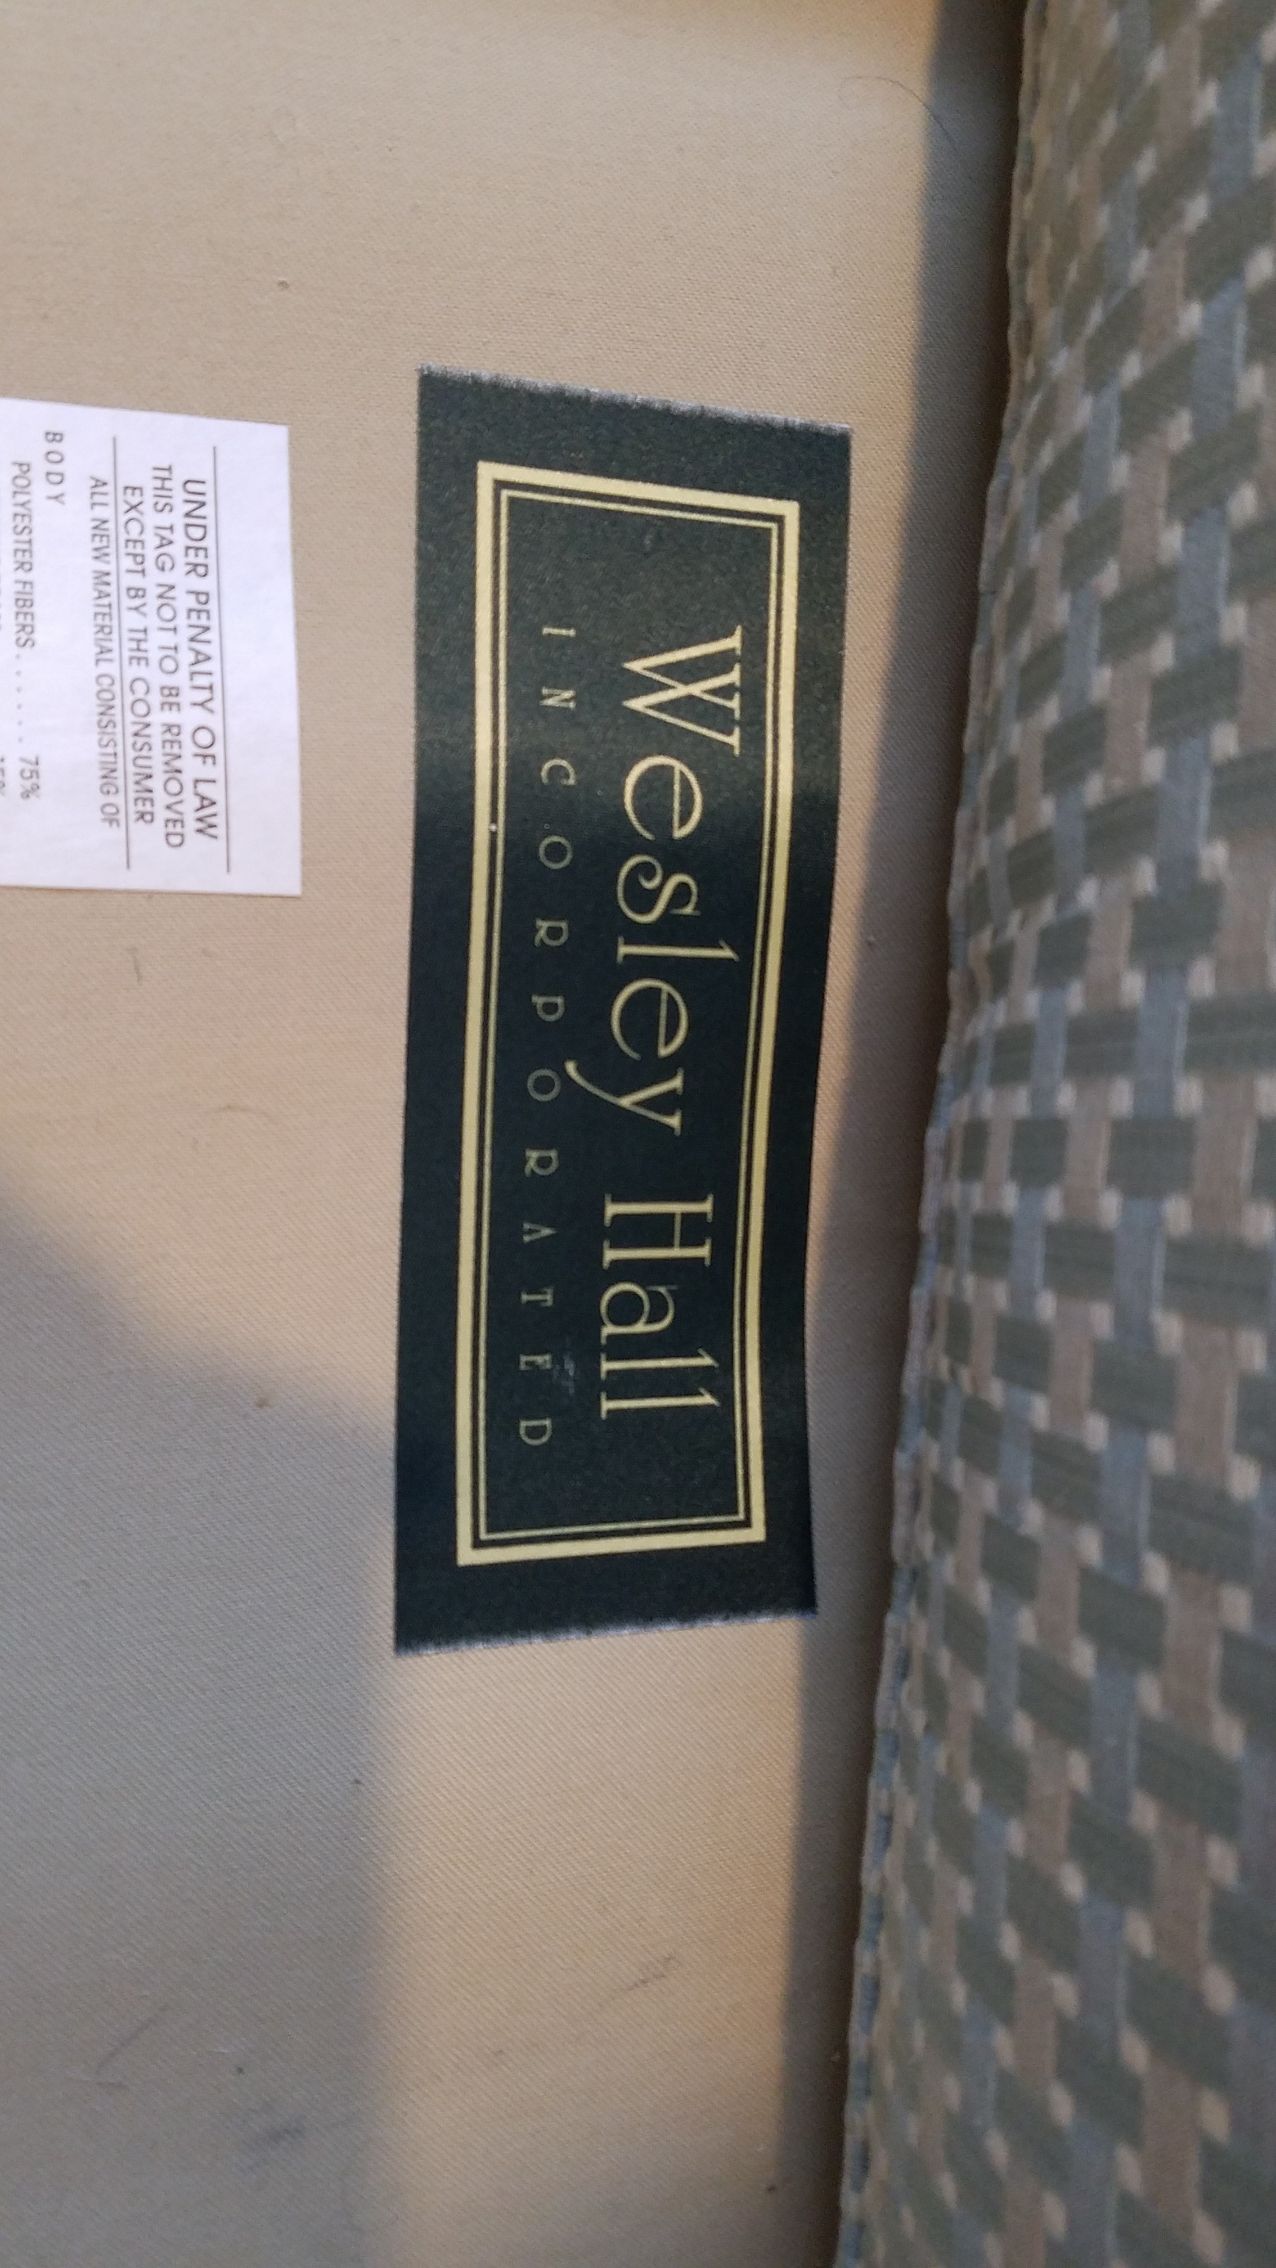 Wesley Hall
INCORPORATED
UNDER PENALTY OF LAW
THIS TAG NOT TO BE REMOVED
EXCEPT BY THE CONSUMER
ALL NEW MATERIAL CONSISTING OF
BODY
POLYESTER FIBERS...... 75%